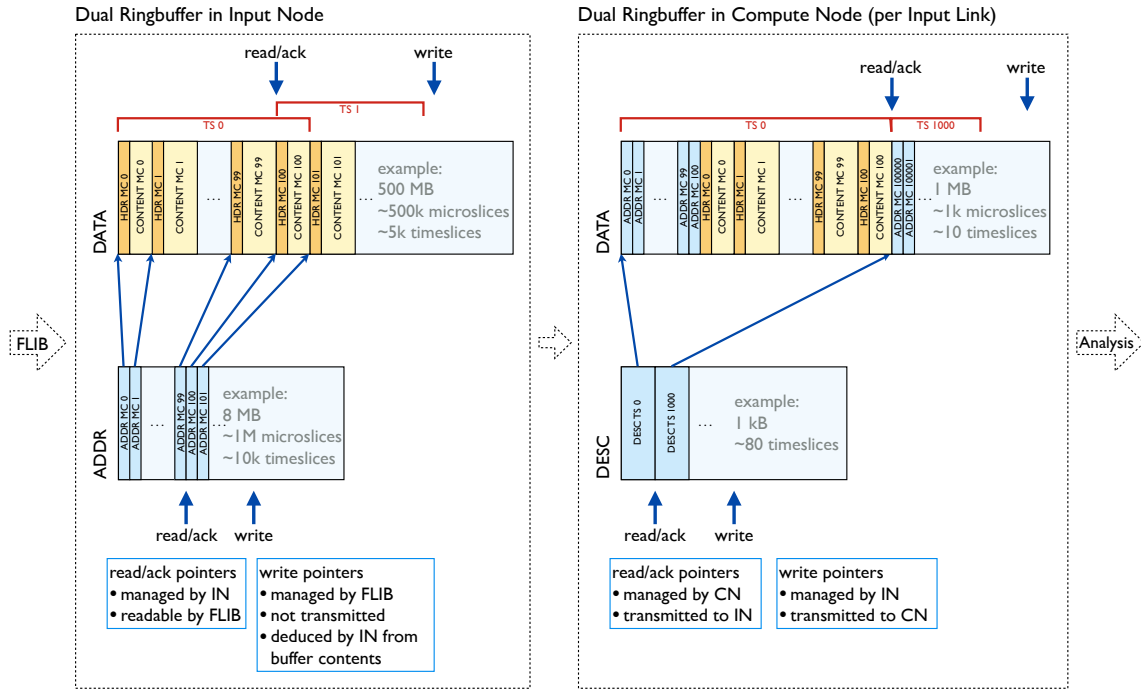 Dual Ringbuffer in Input Node
read/ack
write
TS 1
TS 0
DATA
HDR MC 0
CONTENT MC 0
HDR MC 1
CONTENT MC 1
...
HDR MC 99
CONTENT MC 99
HDR MC 100
CONTENT MC 100
HDR MC 101
CONTENT MC 101
...
example:
500 MB
~500k microslices
~5k timeslices
FLIB
ADDR
ADDR MC 0
ADDR MC 1
...
ADDR MC 99
ADDR MC 100
ADDR MC 101
...
example:
8 MB
~1M microslices
~10k timeslices
read/ack
write
read/ack pointers
• managed by IN
• readable by FLIB
write pointers
• managed by FLIB
• not transmitted
• deduced by IN from
buffer contents
Dual Ringbuffer in Compute Node (per Input Link)
read/ack
write
TS 0
TS 1000
DATA
ADDR MC 0
ADDR MC 1
...
ADDR MC 99
ADDR MC 100
HDR MC 0
CONTENT MC 0
HDR MC 1
CONTENT MC 1
...
HDR MC 99
CONTENT MC 99
HDR MC 100
CONTENT MC 100
ADDR MC 100000
ADDR MC 100001
...
example:
1 MB
~1k microslices
~10 timeslices
Analysis
DESC
DESC TS 0
DESC TS 1000
...
example:
1 kB
~80 timeslices
read/ack
write
read/ack pointers
• managed by CN
• transmitted to IN
write pointers
• managed by IN
• transmitted to CN